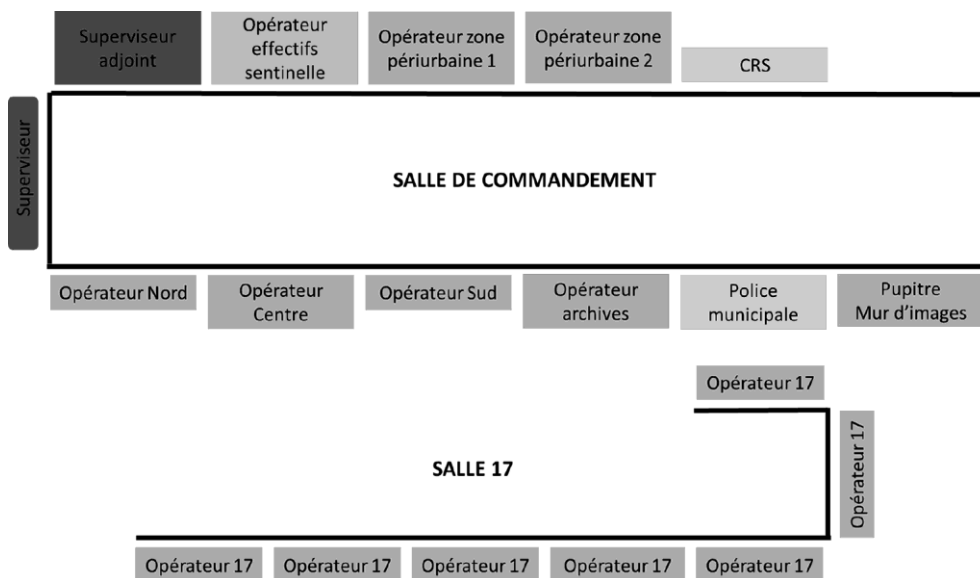 Superviseur
adjoint
Opérateur
effectifs
sentinelle
Opérateur zone
périurbaine 1
Opérateur zone
périurbaine 2
CRS
Superviseur
SALLE DE COMMANDEMENT
Opérateur Nord
Opérateur
Centre
Opérateur Sud
Opérateur
archives
Police
municipale
Pupitre
Mur d'images
Opérateur 17
Opérateur 17
SALLE 17
Opérateur 17
Opérateur 17
Opérateur 17
Opérateur 17
Opérateur 17